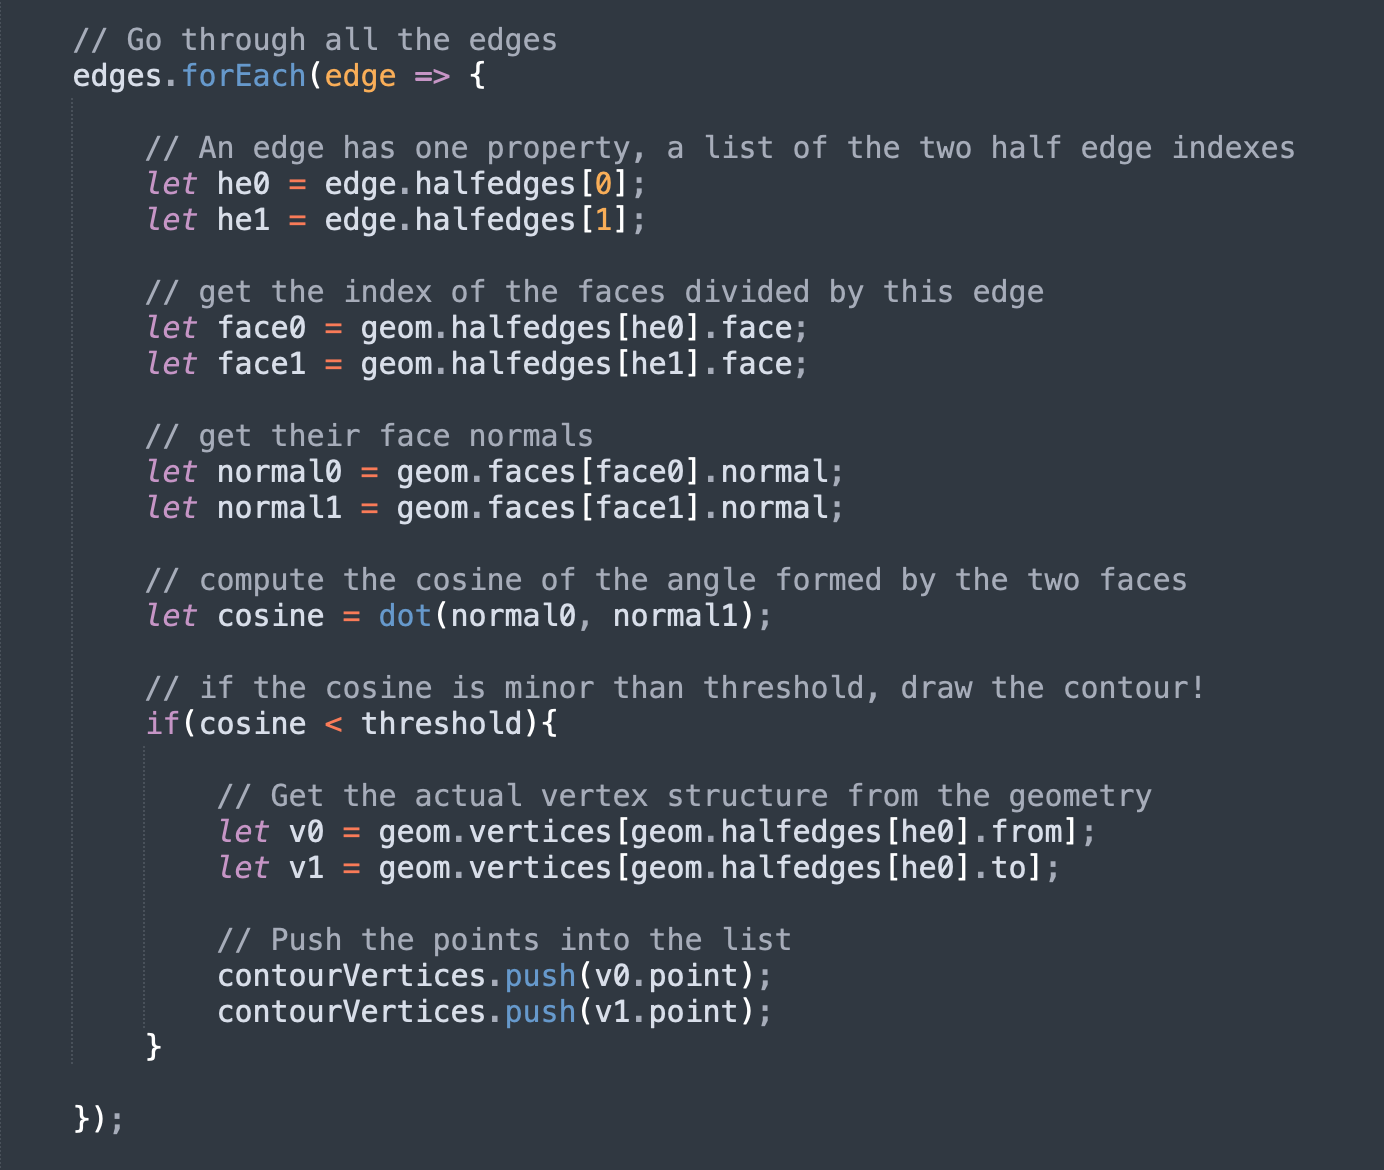 // Go through all the edges
edges.forEach(edge => {
// An edge has one property, a list of the two half edge indexes
let he0 = edge.halfedges[0];
let he1 = edge.halfedges[1];
// get the index of the faces divided by this edge
let face0 = geom.halfedges[he0].face;
let face1 = geom.halfedges[he1].face;
// get their face normals
let normal0 = geom.faces[face0].normal;
let normal1 = geom.faces[face1].normal;
// compute the cosine of the angle formed by the two faces
let cosine = dot(normal0, normal1);
// if the cosine is minor than threshold, draw the contour!
if(cosine < threshold){
// Get the actual vertex structure from the geometry
let v0 = geom.vertices[geom.halfedges[he0].from];
let v1 = geom.vertices[geom.halfedges[he0].to];
// Push the points into the list
contourVertices.push(v0.point);
contourVertices.push(v1.point);
}
});